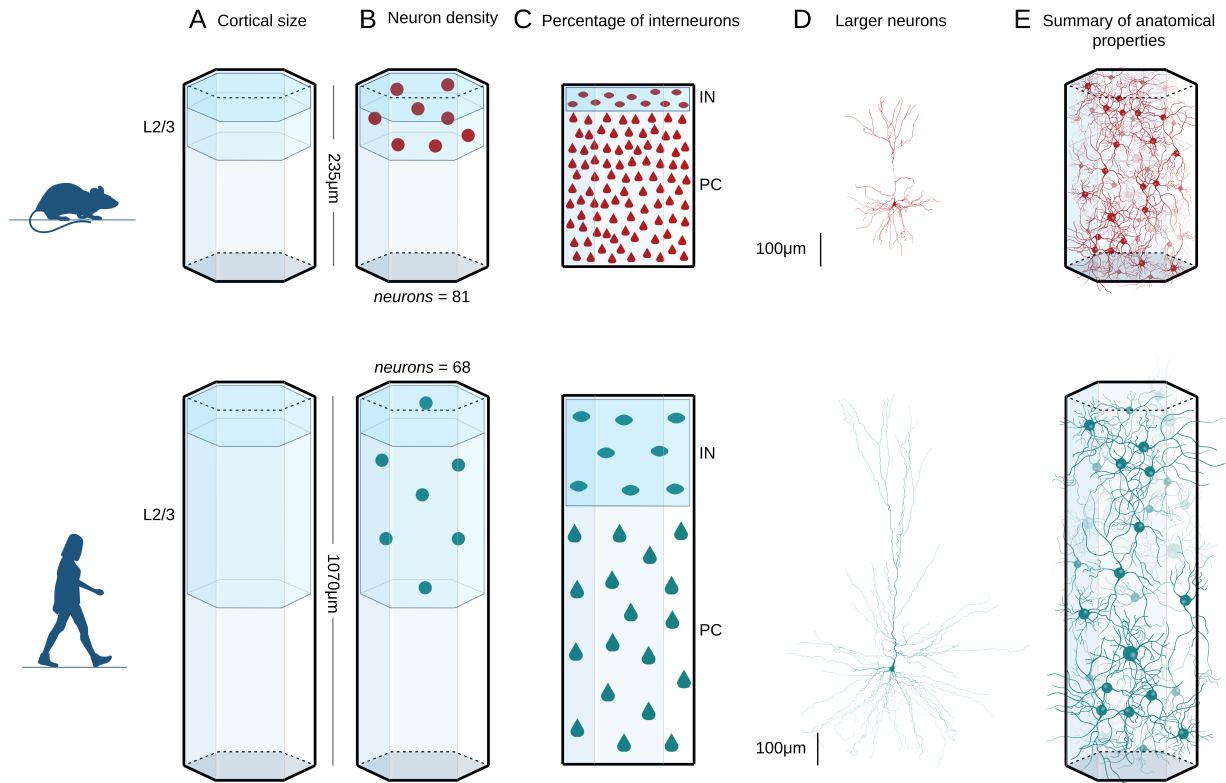 A Cortical size
B Neuron density
C Percentage of interneurons
D Larger neurons
E Summary of anatomical
properties
L2/3
235μm
IN
PC
100μm
neurons = 81
neurons = 68
L2/3
1070μm
IN
PC
100μm